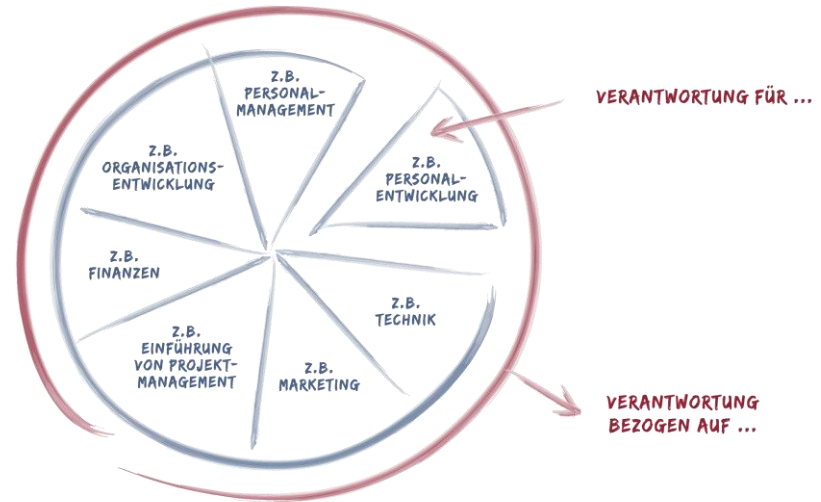 Z.B.
PERSONAL-
MANAGEMENT
VERANTWORTUNG FÜR ...
Z.B.
PERSONAL-
ENTWICKLUNG
Z.B.
ORGANISATIONS-
ENTWICKLUNG
Z.B.
FINANZEN
Z.B.
TECHNIK
Z.B.
EINFÜHRUNG
VON PROJEKT-
MANAGEMENT
Z.B.
MARKETING
VERANTWORTUNG
BEZOGEN AUF ...